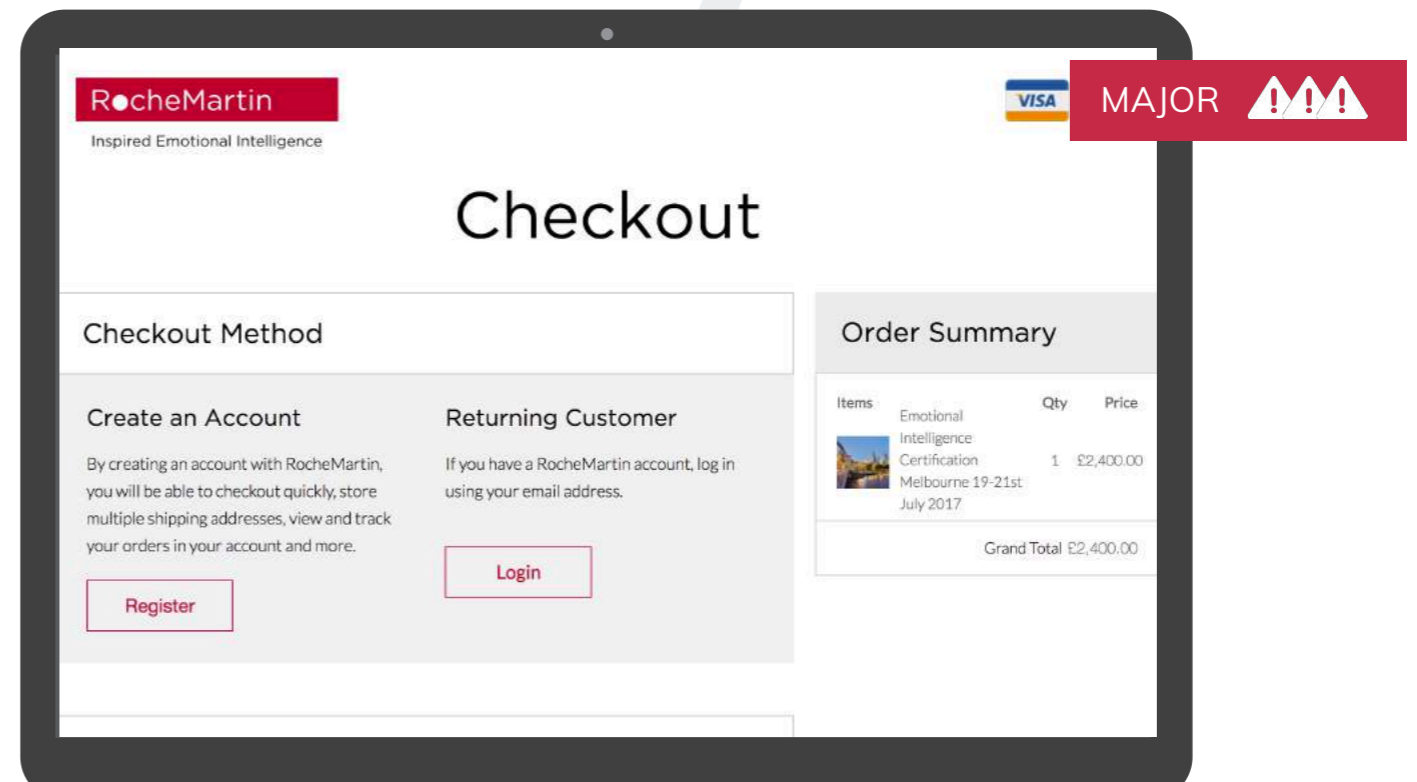 RocheMartin
Inspired Emotional Intelligence
VISA
MAJOR
Checkout
Checkout Method
Create an Account
By creating an account with RocheMartin,
you will be able to checkout quickly, store
multiple shipping addresses, view and track
your orders in your account and more.
Register
Returning Customer
If you have a RocheMartin account, log in
using your email address.
Login
Order Summary
Items Qty Price
Emotional
Intelligence
Certification 1 £2,400.00
Melbourne 19-21st
July 2017
Grand Total £2,400.00